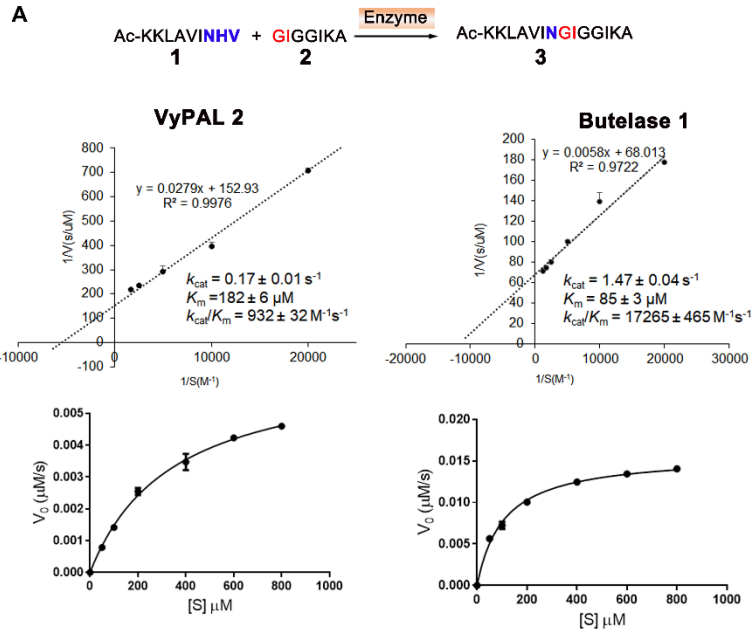 A
Enzyme
Ac-KKLAVINHV + GIGGIKA Ac-KKLAVINGIGGIKA
1 2 3
VyPAL 2
800
700
600
500
400
300
200
100
0
-100
1/V(s/uM)
y = 0.0279x + 152.93
R² = 0.9976
kcat = 0.17 ± 0.01 s⁻¹
Km =182 ± 6 µM
kcat/Km = 932 ± 32 M⁻¹s⁻¹
-10000 0 10000 20000
1/S(M⁻¹)
Butelase 1
200
180
160
140
120
100
80
60
40
20
0
1/V(s/uM)
y = 0.0058x + 68.013
R² = 0.9722
kcat = 1.47 ± 0.04 s⁻¹
Km = 85 ± 3 µM
kcat/Km = 17265 ± 465 M⁻¹s⁻¹
-20000 -10000 0 10000 20000 30000
1/S(M⁻¹)
0.005
0.004
0.003
0.002
0.001
0.000
V0 (µM/s)
0 200 400 600 800 1000
[S] µM
0.020
0.015
0.010
0.005
0.000
V0 (µM/s)
0 200 400 600 800 1000
[S] µM